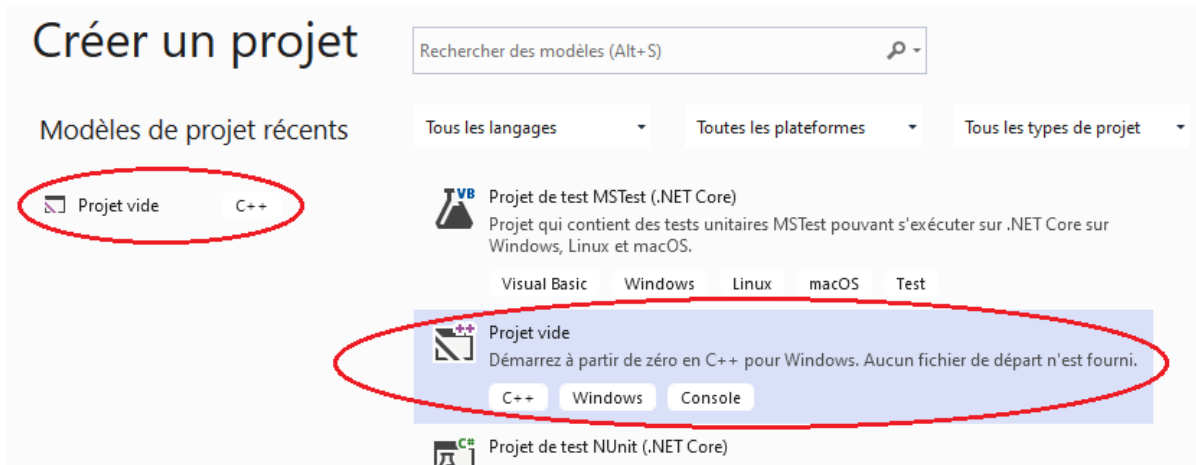 Créer un projet
Rechercher des modèles (Alt+S)
Modèles de projet récents
Tous les langages
Toutes les plateformes
Tous les types de projet
Projet vide C++
VB
Projet de test MSTest (.NET Core)
Projet qui contient des tests unitaires MSTest pouvant s'exécuter sur .NET Core sur
Windows, Linux et macOS.
Visual Basic Windows Linux macOS Test
++
Projet vide
Démarrez à partir de zéro en C++ pour Windows. Aucun fichier de départ n'est fourni.
C++ Windows Console
C#
Projet de test NUnit (.NET Core)